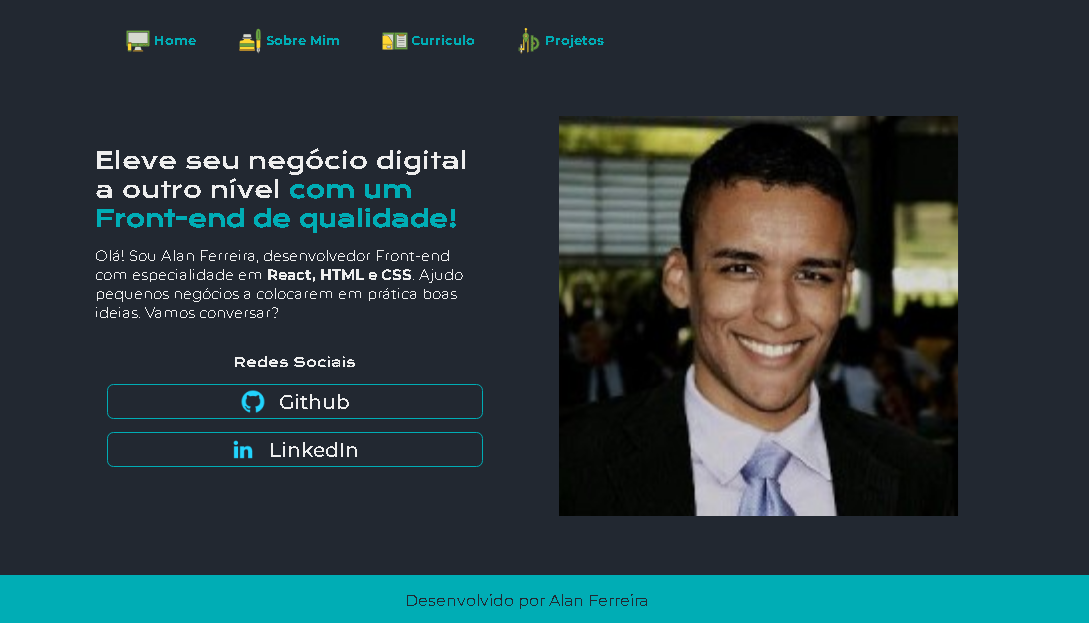 Home Sobre Mim Curriculo Projetos
Eleve seu negócio digital
a outro nível com um
Front-end de qualidade!
Olá! Sou Alan Ferreira, desenvolvedor Front-end
com especialidade em React, HTML e CSS. Ajudo
pequenos negócios a colocarem em prática boas
ideias. Vamos conversar?
Redes Sociais
Github
LinkedIn
Desenvolvido por Alan Ferreira